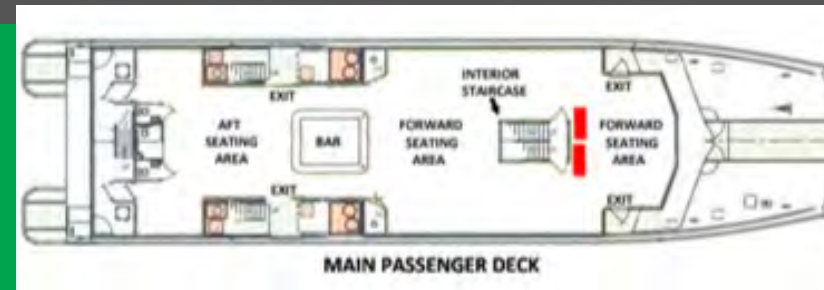 INTERIOR
STAIRCASE
EXIT
EXIT
AFT
SEATING
AREA
BAR
FORWARD
SEATING
AREA
FORWARD
SEATING
AREA
EXIT
EXIT
MAIN PASSENGER DECK